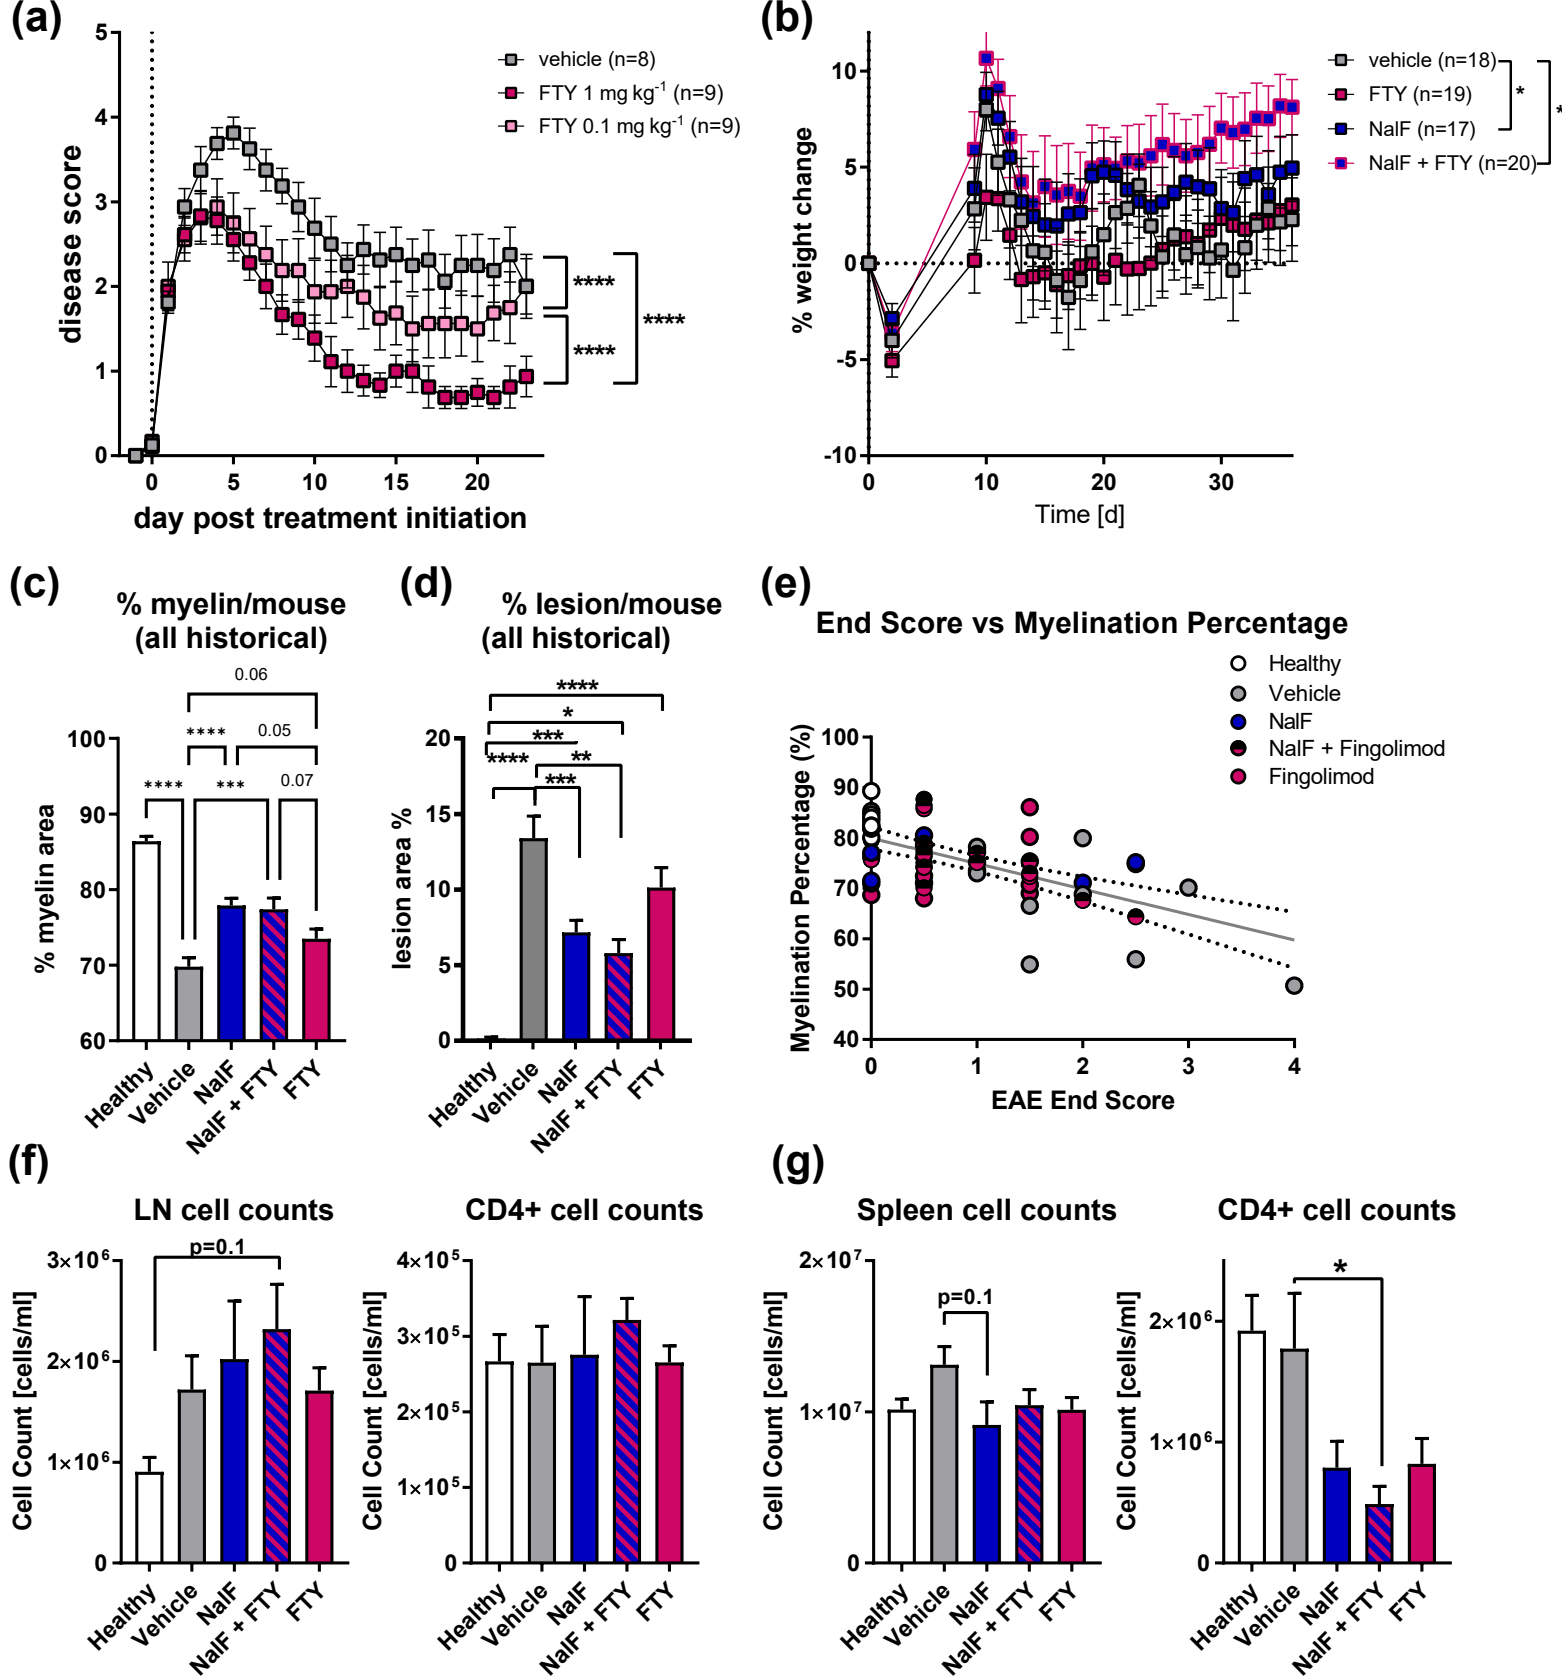 (a)
5
4
3
2
1
0
disease score
0
5
10
15
20
day post treatment initiation
vehicle (n=8)
FTY 1 mg kg⁻¹ (n=9)
FTY 0.1 mg kg⁻¹ (n=9)
****
****
****
(b)
10
5
0
-5
-10
% weight change
0
10
20
30
Time [d]
vehicle (n=18)
FTY (n=19)
NaIF (n=17)
NaIF + FTY (n=20)
*
*
(c)
% myelin/mouse
(all historical)
0.06
****
0.05
****
***
0.07
100
90
80
70
60
% myelin area
Healthy
Vehicle
NaIF
NaIF + FTY
FTY
(d)
% lesion/mouse
(all historical)
****
*
***
****
**
***
20
15
10
5
0
lesion area %
Healthy
Vehicle
NaIF
NaIF + FTY
FTY
(e)
End Score vs Myelination Percentage
Healthy
Vehicle
NaIF
NaIF + Fingolimod
Fingolimod
100
90
80
70
60
50
40
Myelination Percentage (%)
0
1
2
3
4
EAE End Score
(f)
LN cell counts
p=0.1
3×10⁶
2×10⁶
1×10⁶
0
Cell Count [cells/ml]
Healthy
Vehicle
NaIF
NaIF + FTY
FTY
CD4+ cell counts
4×10⁵
3×10⁵
2×10⁵
1×10⁵
0
Cell Count [cells/ml]
Healthy
Vehicle
NaIF
NaIF + FTY
FTY
(g)
Spleen cell counts
p=0.1
2×10⁷
1×10⁷
0
Cell Count [cells/ml]
Healthy
Vehicle
NaIF
NaIF + FTY
FTY
CD4+ cell counts
*
2×10⁶
1×10⁶
0
Cell Count [cells/ml]
Healthy
Vehicle
NaIF
NaIF + FTY
FTY